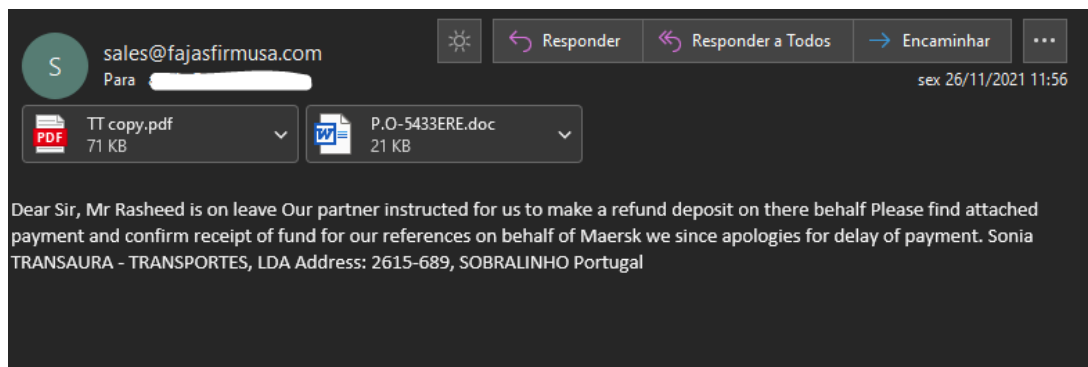 S
sales@fajasfirmusa.com
Para
Responder
Responder a Todos
Encaminhar
sex 26/11/2021 11:56
PDF
TT copy.pdf
71 KB
P.O-5433ERE.doc
21 KB
Dear Sir, Mr Rasheed is on leave Our partner instructed for us to make a refund deposit on there behalf Please find attached
payment and confirm receipt of fund for our references on behalf of Maersk we since apologies for delay of payment. Sonia
TRANSAURA - TRANSPORTES, LDA Address: 2615-689, SOBRALINHO Portugal